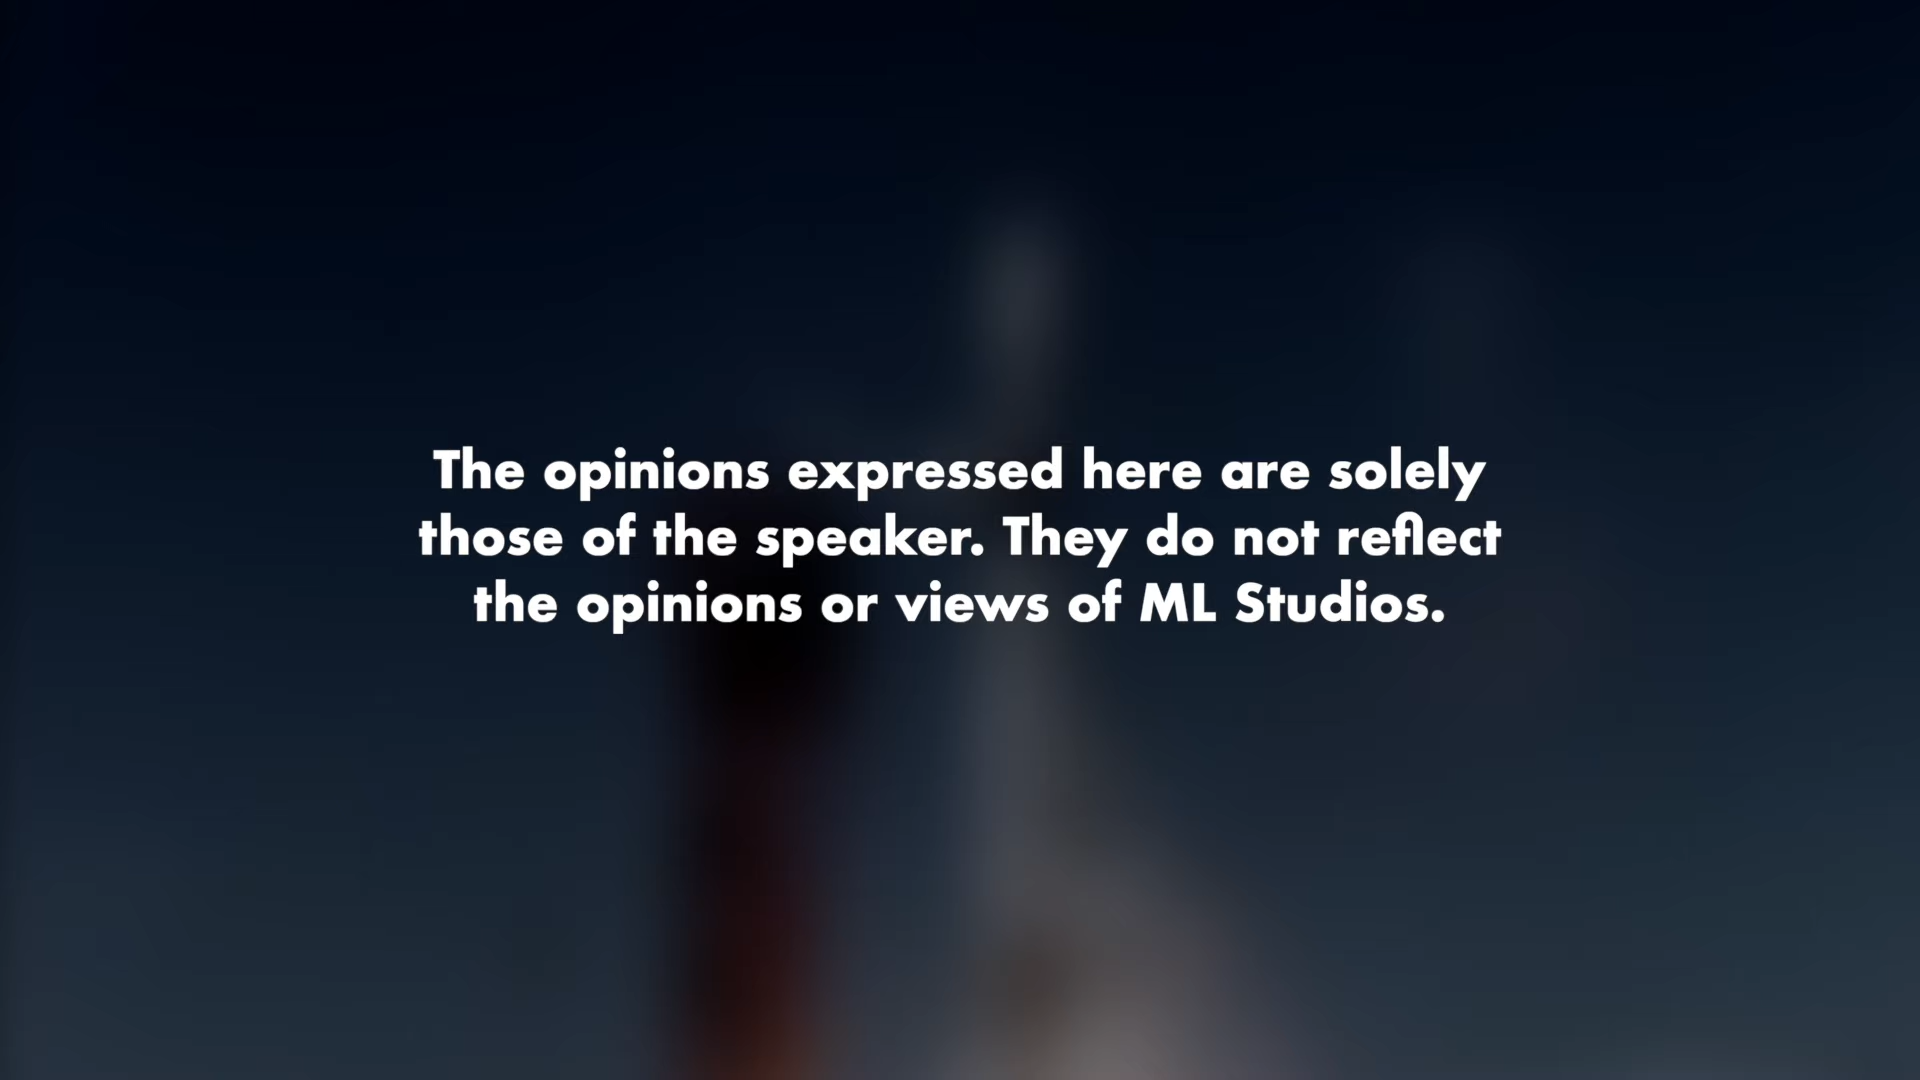 The opinions expressed here are solely
those of the speaker. They do not reflect
the opinions or views of ML Studios.